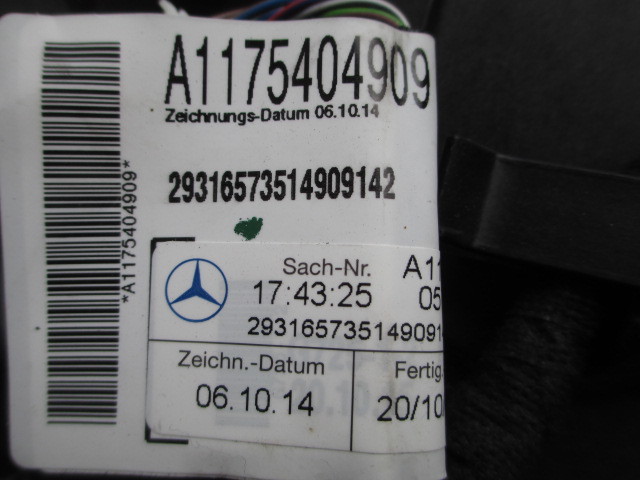 A1175404909
Zeichnungs-Datum 06.10.14
29316573514909142
*A1175404909*
Sach-Nr. A11
17:43:25 05
2931657351490914
Zeichn.-Datum Fertig.
06.10.14 20/10